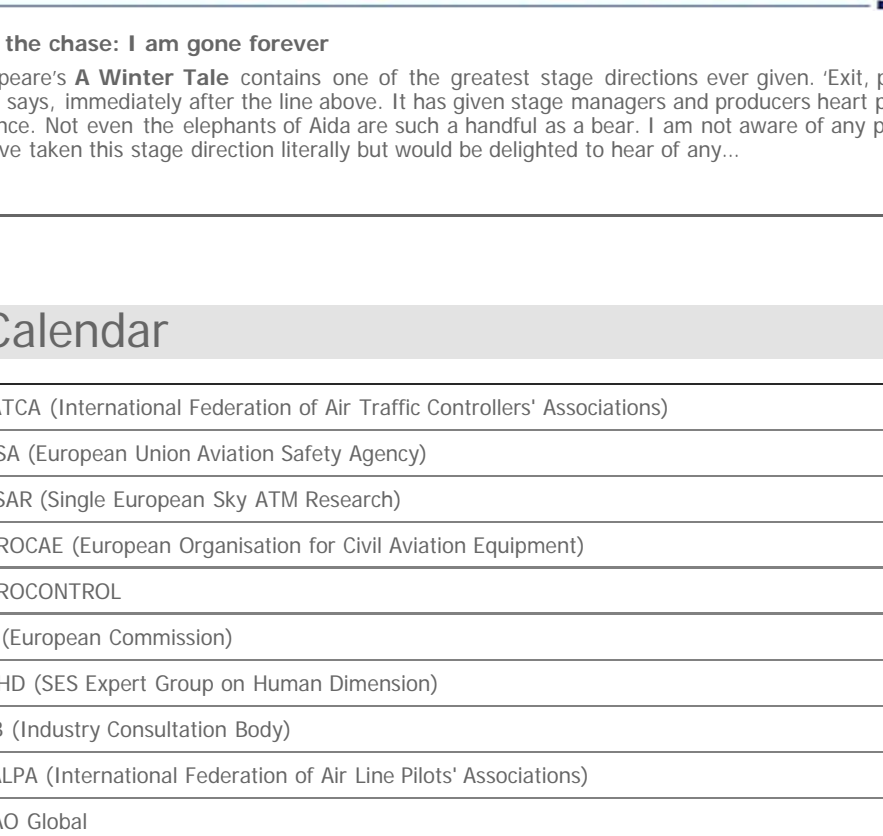 the chase: I am gone forever
peare's A Winter Tale contains one of the greatest stage directions ever given. 'Exit, p
says, immediately after the line above. It has given stage managers and producers heart p
nce. Not even the elephants of Aida are such a handful as a bear. I am not aware of any p
ve taken this stage direction literally but would be delighted to hear of any...
Calendar
ATCA (International Federation of Air Traffic Controllers' Associations)
SA (European Union Aviation Safety Agency)
SAR (Single European Sky ATM Research)
ROCAE (European Organisation for Civil Aviation Equipment)
ROCONTROL
(European Commission)
HD (SES Expert Group on Human Dimension)
B (Industry Consultation Body)
ALPA (International Federation of Air Line Pilots' Associations)
AO Global